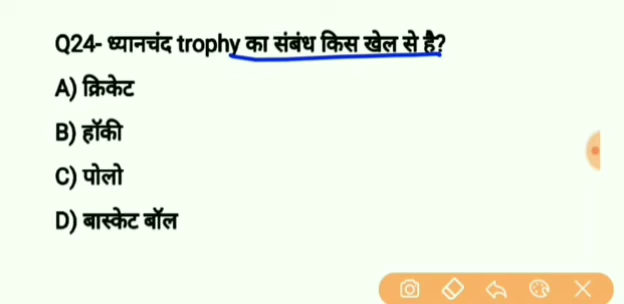 Q24- ध्यानचंद trophy का संबंध किस खेल से है?
A) क्रिकेट
B) हॉकी
C) पोलो
D) बास्केट बॉल